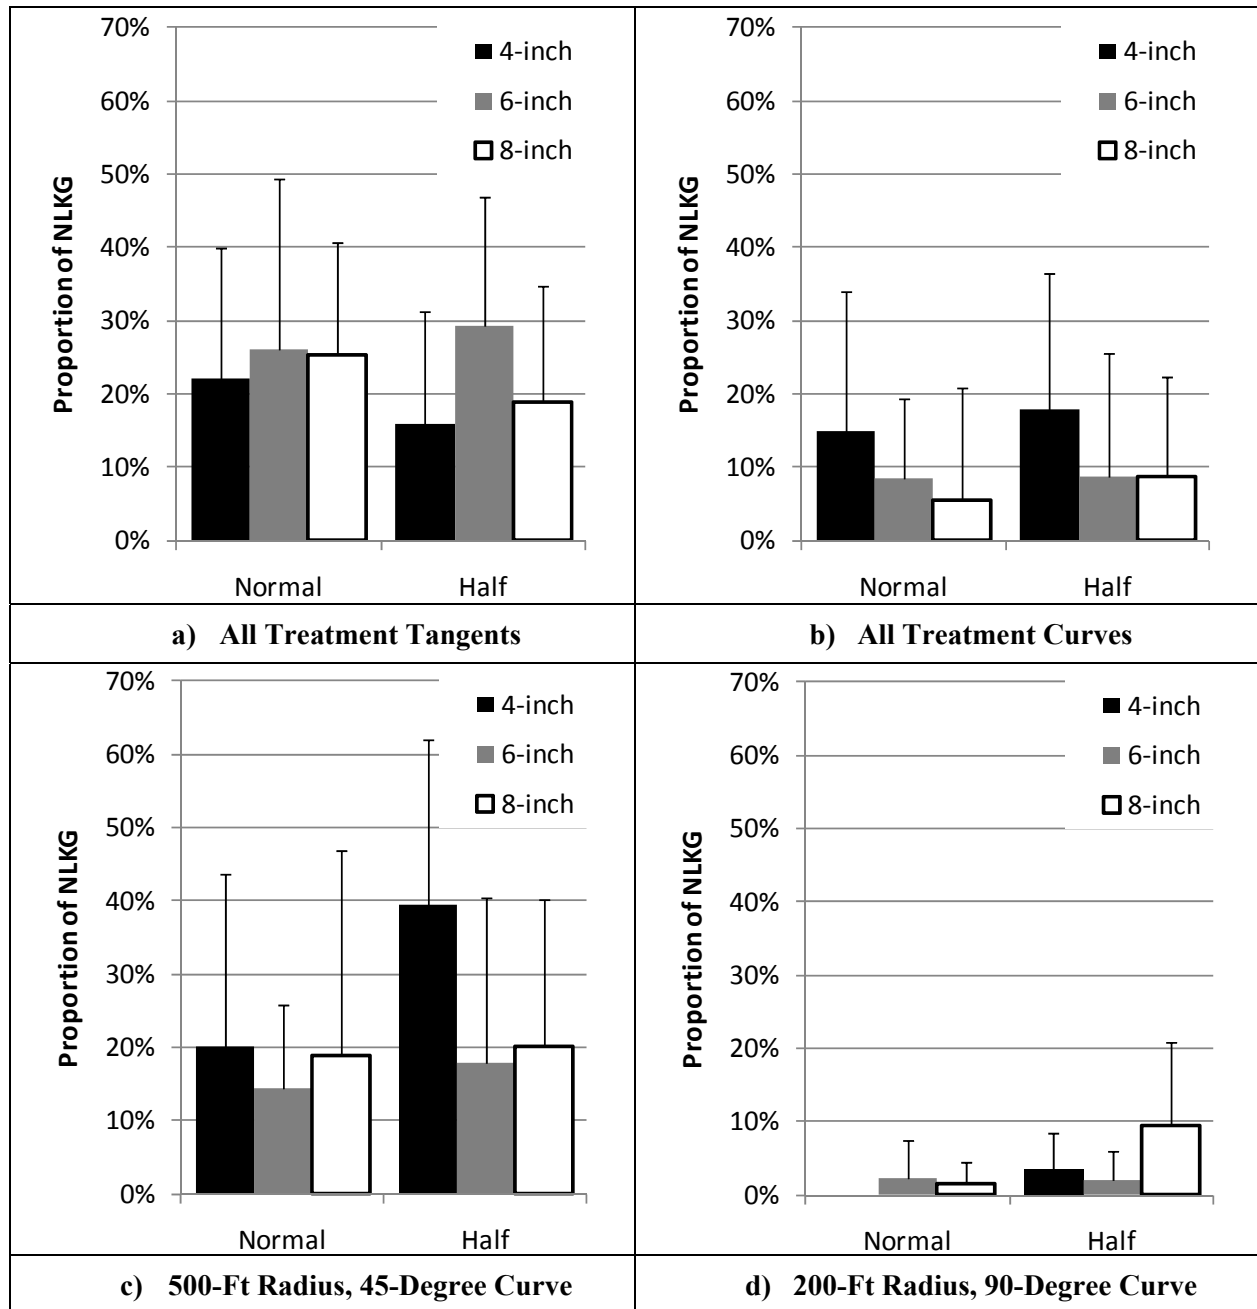 70%
60%
50%
40%
30%
20%
10%
0%
Proportion of NLKG
4-inch
6-inch
8-inch
Normal Half
a) All Treatment Tangents
70%
60%
50%
40%
30%
20%
10%
0%
Proportion of NLKG
4-inch
6-inch
8-inch
Normal Half
b) All Treatment Curves
70%
60%
50%
40%
30%
20%
10%
0%
Proportion of NLKG
4-inch
6-inch
8-inch
Normal Half
c) 500-Ft Radius, 45-Degree Curve
70%
60%
50%
40%
30%
20%
10%
0%
Proportion of NLKG
4-inch
6-inch
8-inch
Normal Half
d) 200-Ft Radius, 90-Degree Curve